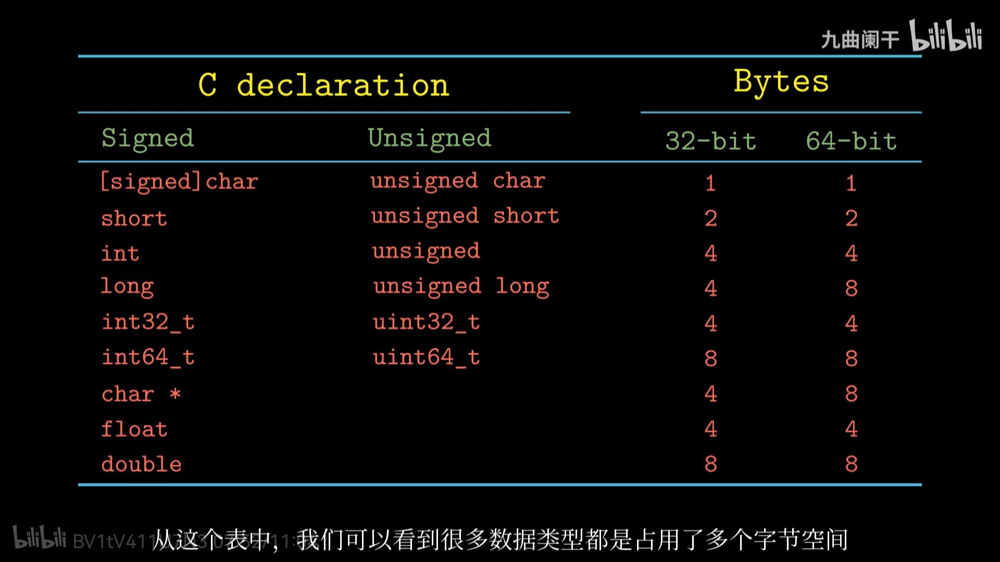 九曲阑干 bilibili
C declaration Bytes
Signed Unsigned 32-bit 64-bit
[signed]char unsigned char 1 1
short unsigned short 2 2
int unsigned 4 4
long unsigned long 4 8
int32_t uint32_t 4 4
int64_t uint64_t 8 8
char * 4 8
float 4 4
double 8 8
bilibili BV1tV411
从这个表中，我们可以看到很多数据类型都是占用了多个字节空间